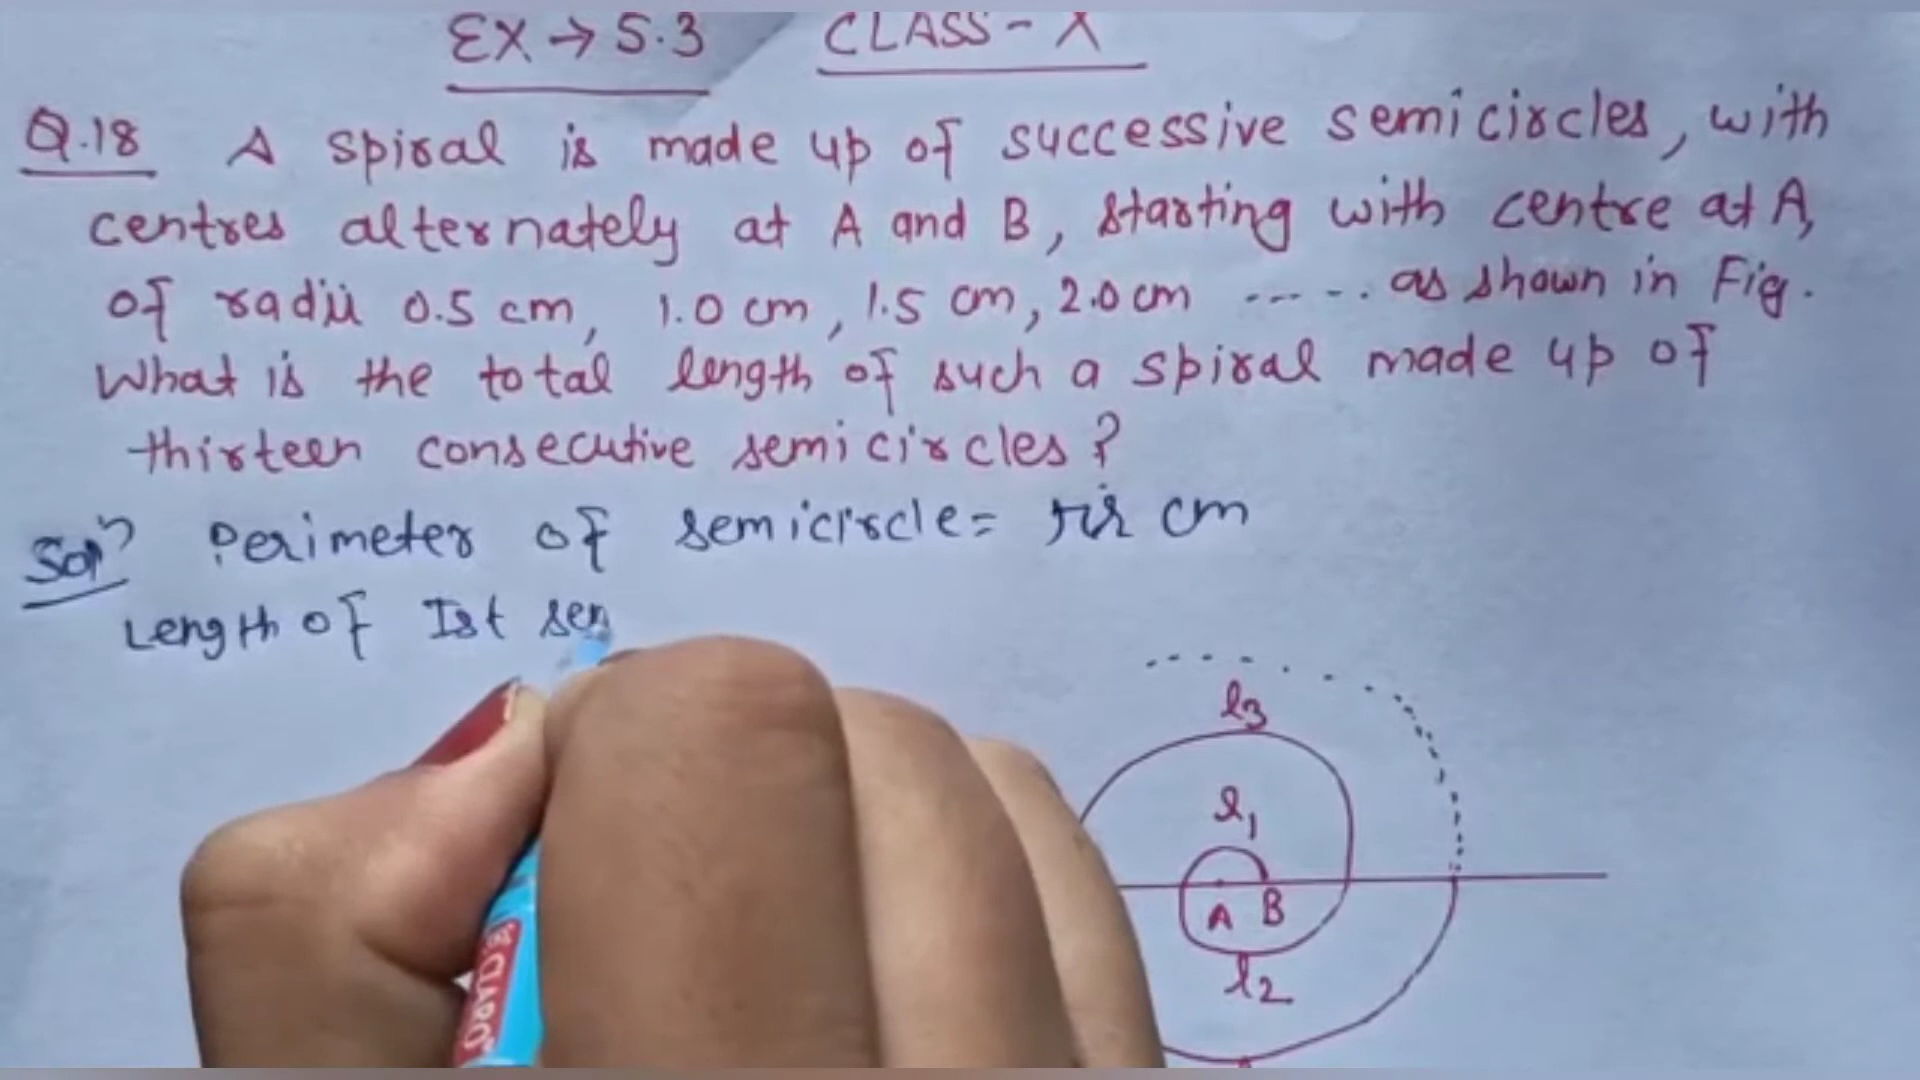 EX → 5.3 CLASS - X
Q.18 A spiral is made up of successive semicircles, with
centres alternately at A and B, starting with centre at A,
of radii 0.5 cm, 1.0 cm, 1.5 cm, 2.0 cm ----.. as shown in Fig.
What is the total length of such a spiral made up of
thirteen consecutive semicircles?
Solⁿ Perimeter of semicircle = πr cm
Length of Ist sem
l3
l1
A B
l2
CLARO